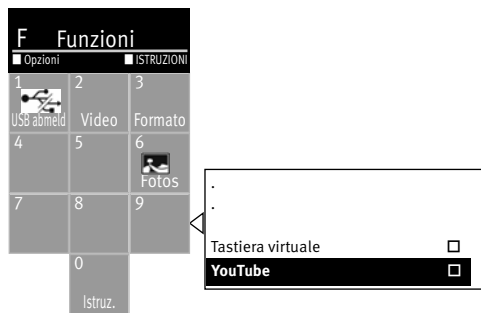 F Funzioni
Opzioni ISTRUZIONI
1 2 3
USB abmeld Video Formato
4 5 6
Fotos
7 8 9
.
.
Tastiera virtuale
YouTube
0
Istruz.